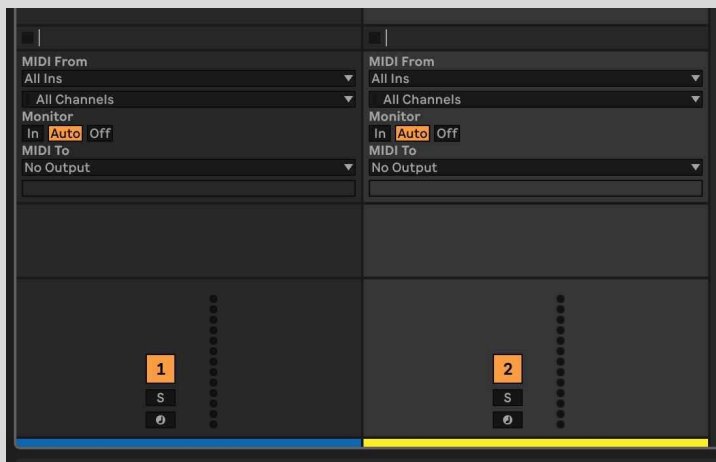 MIDI From
All Ins
All Channels
Monitor
In Auto Off
MIDI To
No Output
1
S
MIDI From
All Ins
All Channels
Monitor
In Auto Off
MIDI To
No Output
2
S